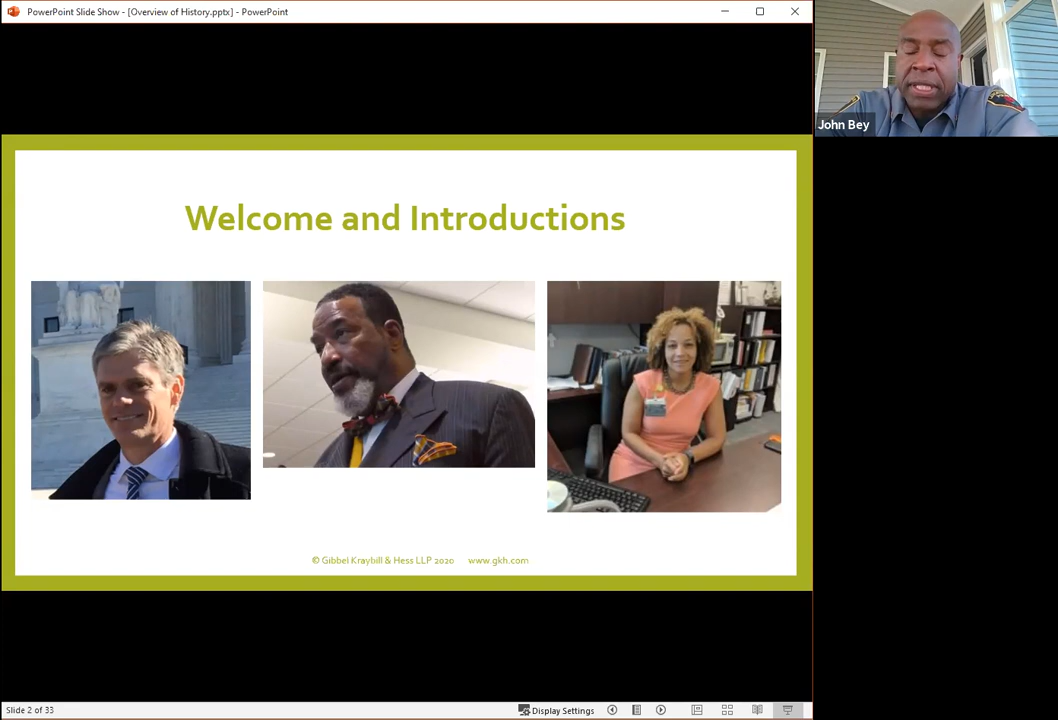 PowerPoint Slide Show - [Overview of History.pptx] - PowerPoint
John Bey
Welcome and Introductions
© Gibbel Kraybill & Hess LLP 2020 www.gkh.com
Slide 2 of 33
Display Settings